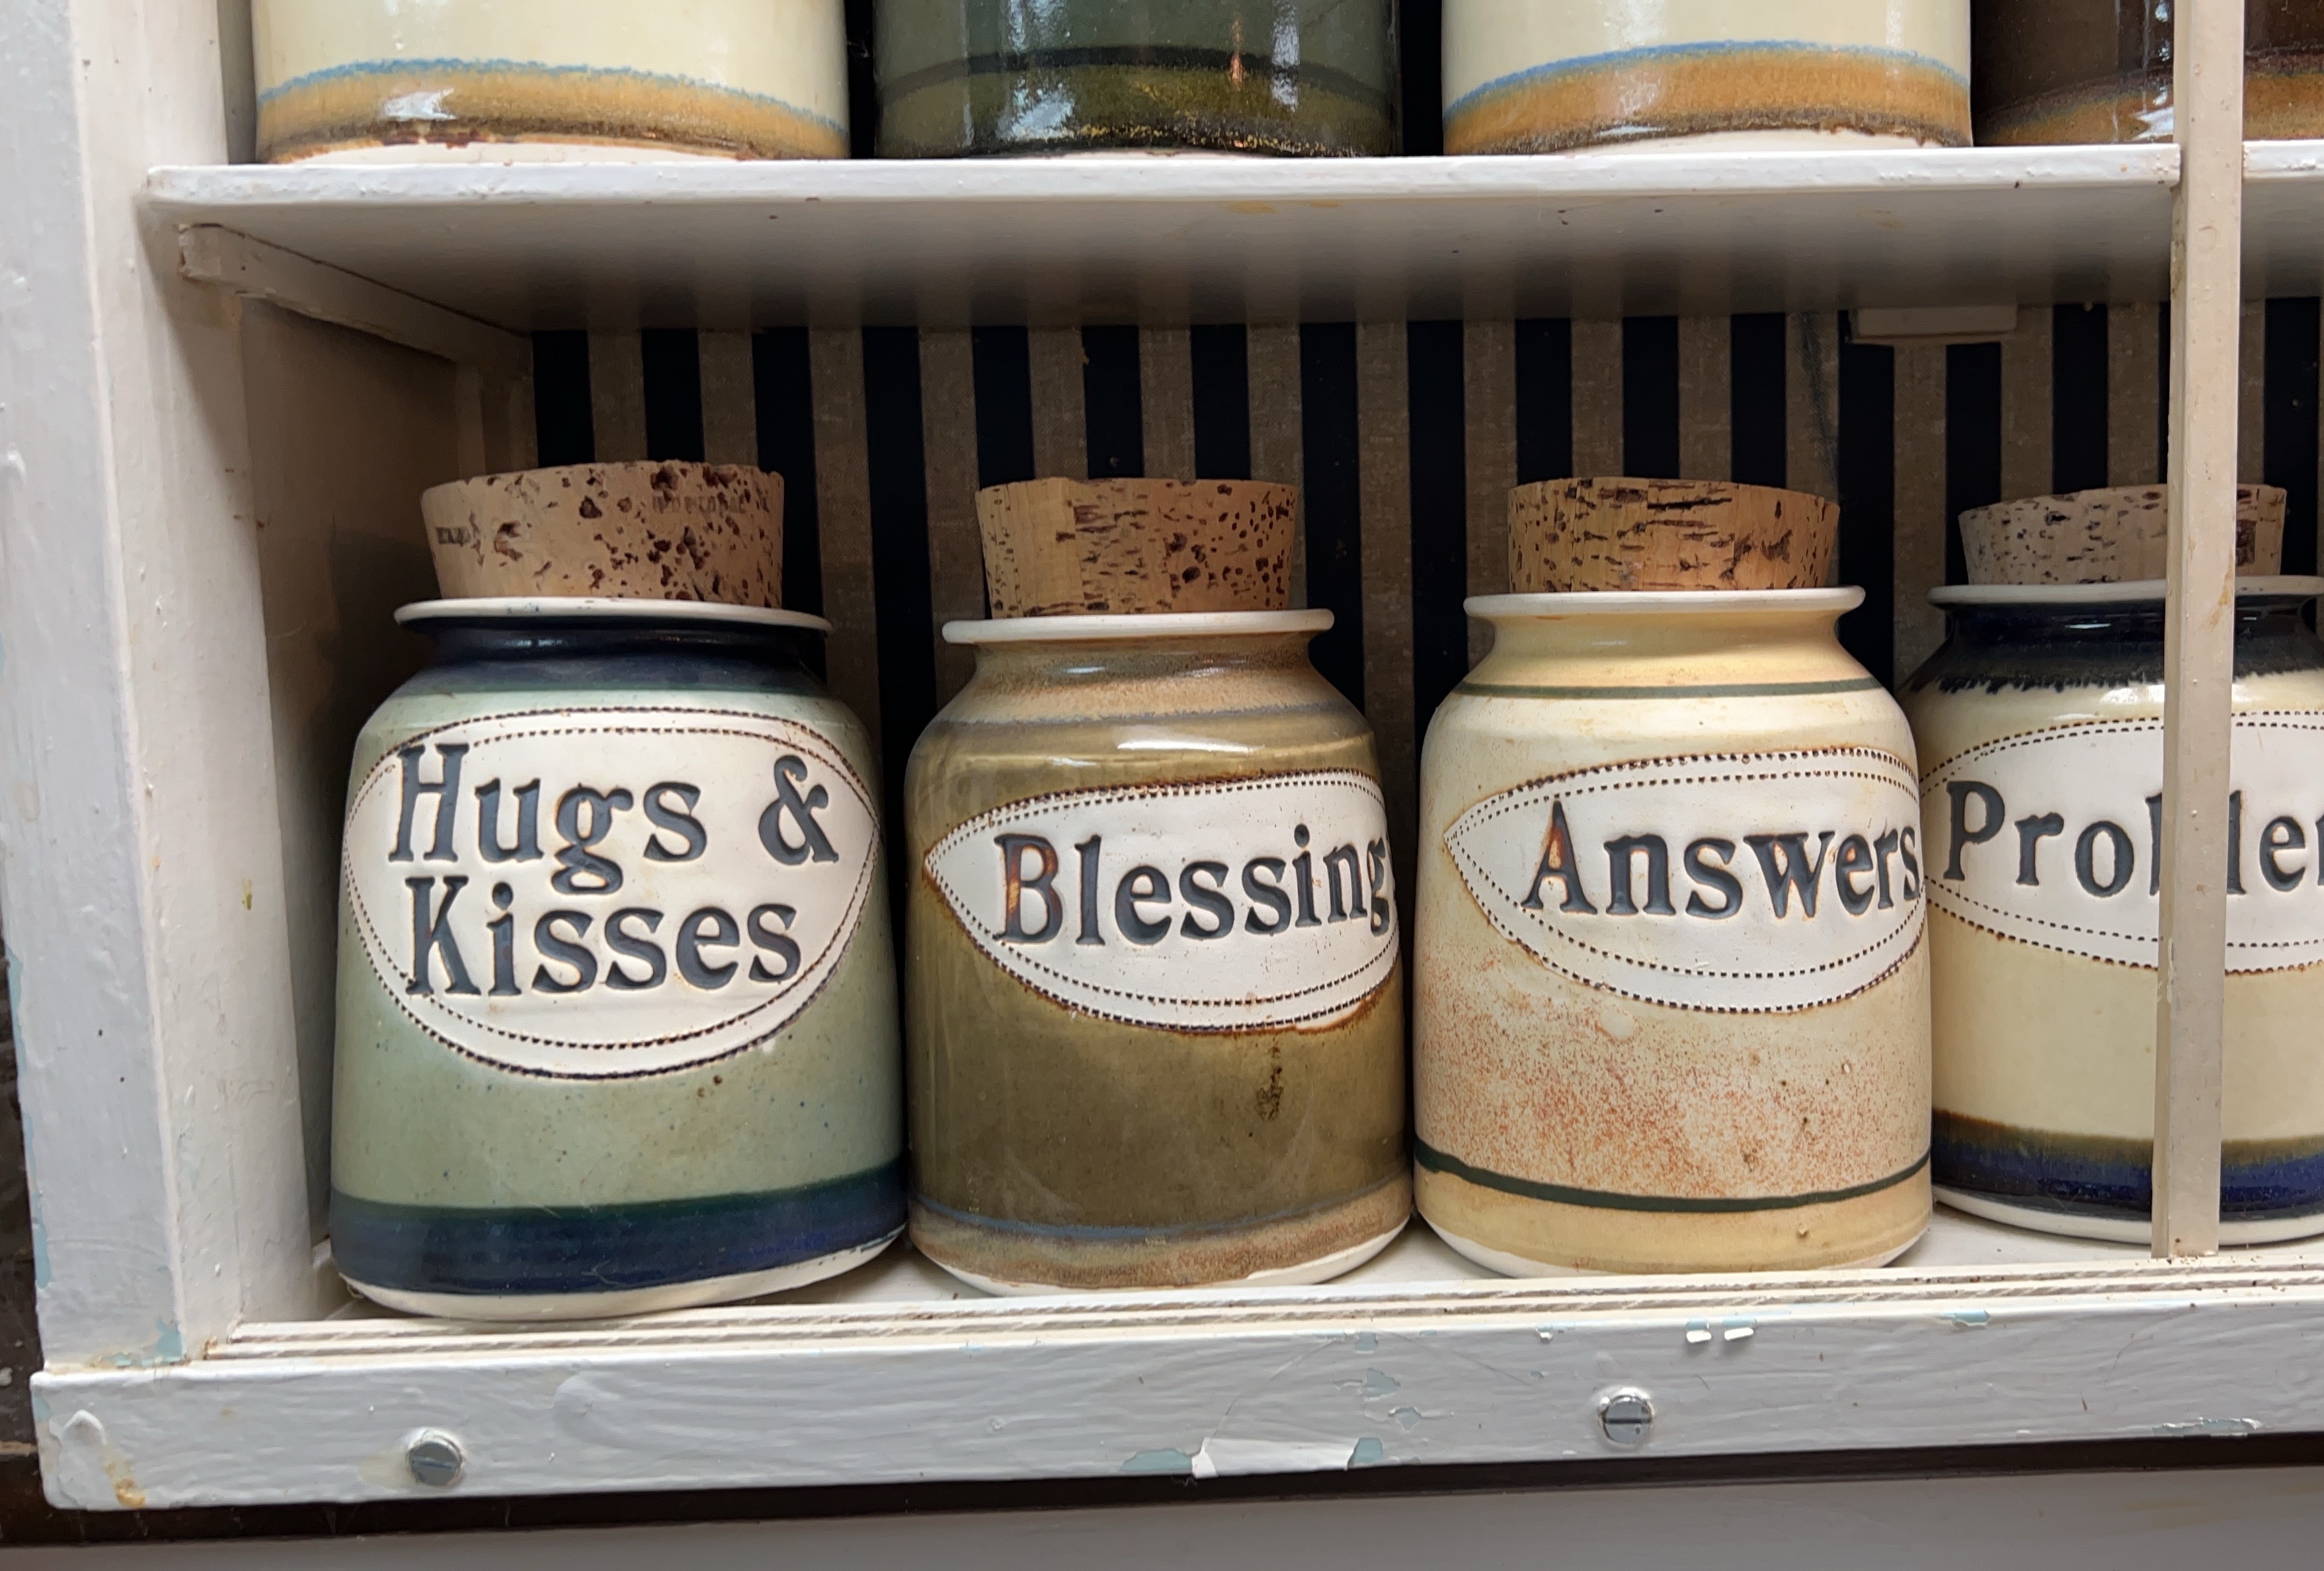 Hugs &
Kisses
Blessing
Answers